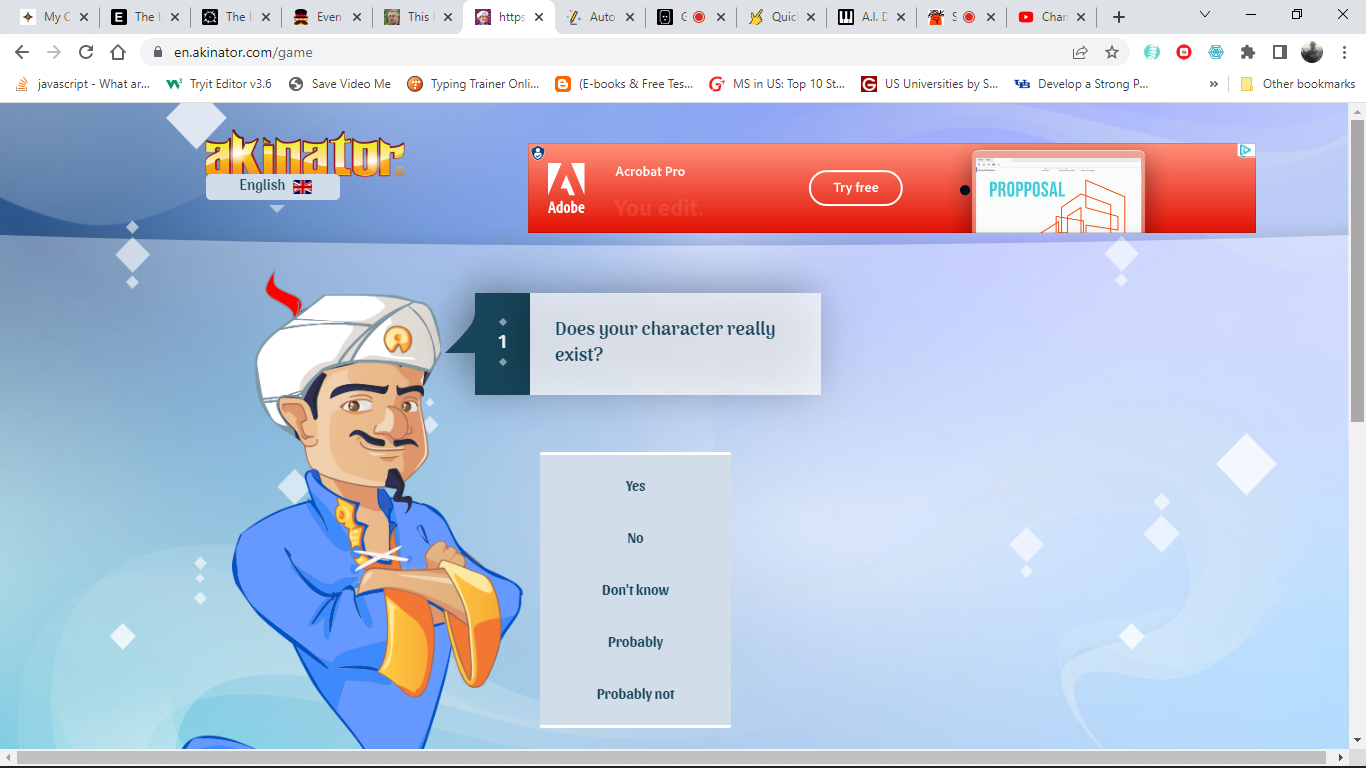 My C
The I
The I
Even
This I
https
Auto
G
Quic
A.I. D
S
Chan
en.akinator.com/game
javascript - What ar...
Tryit Editor v3.6
Save Video Me
Typing Trainer Onli...
(E-books & Free Tes...
MS in US: Top 10 St...
US Universities by S...
Develop a Strong P...
»
Other bookmarks
akinator
English
Adobe
Acrobat Pro
You edit.
Try free
PROPPOSAL
1
Does your character really
exist?
Yes
No
Don't know
Probably
Probably not